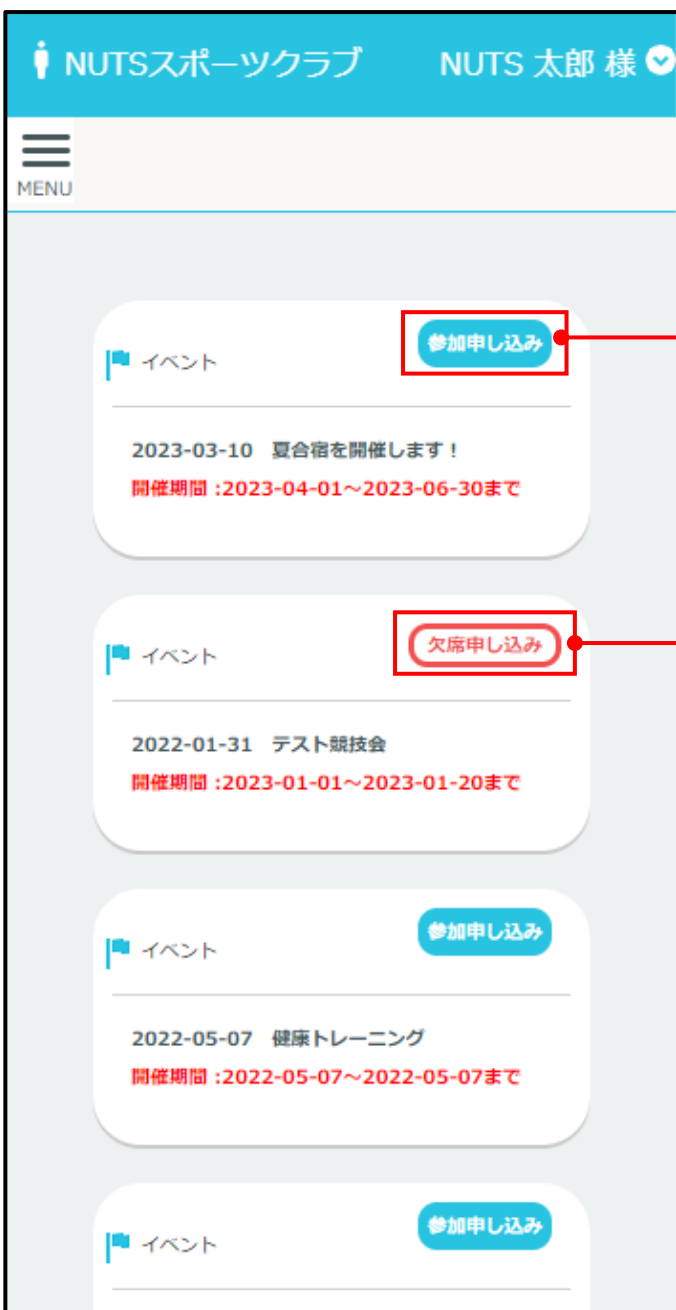 NUTSスポーツクラブ NUTS 太郎 様
MENU
イベント 参加申し込み
2023-03-10 夏合宿を開催します！
開催期間 :2023-04-01～2023-06-30まで
イベント 欠席申し込み
2022-01-31 テスト競技会
開催期間 :2023-01-01～2023-01-20まで
イベント 参加申し込み
2022-05-07 健康トレーニング
開催期間 :2022-05-07～2022-05-07まで
イベント 参加申し込み